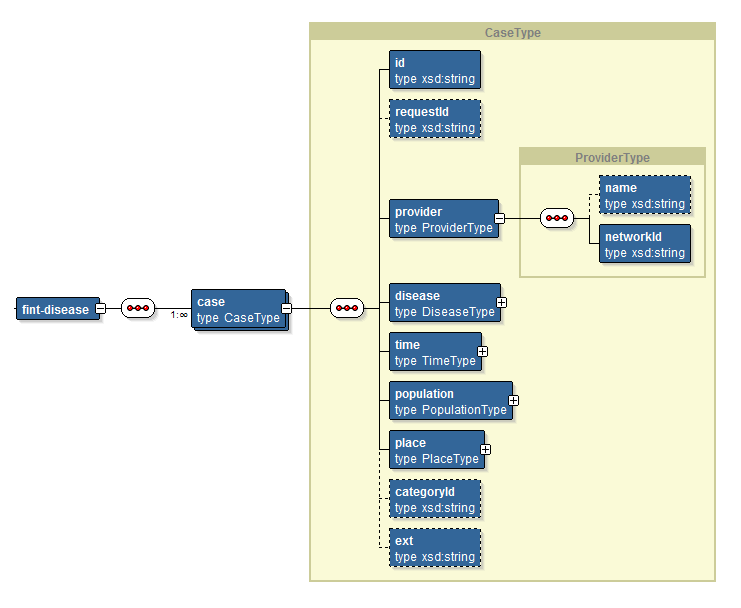 CaseType
id
type xsd:string
requestId
type xsd:string
ProviderType
name
type xsd:string
provider
type ProviderType
networkId
type xsd:string
disease
type DiseaseType
fint-disease
1:∞
case
type CaseType
time
type TimeType
population
type PopulationType
place
type PlaceType
categoryId
type xsd:string
ext
type xsd:string